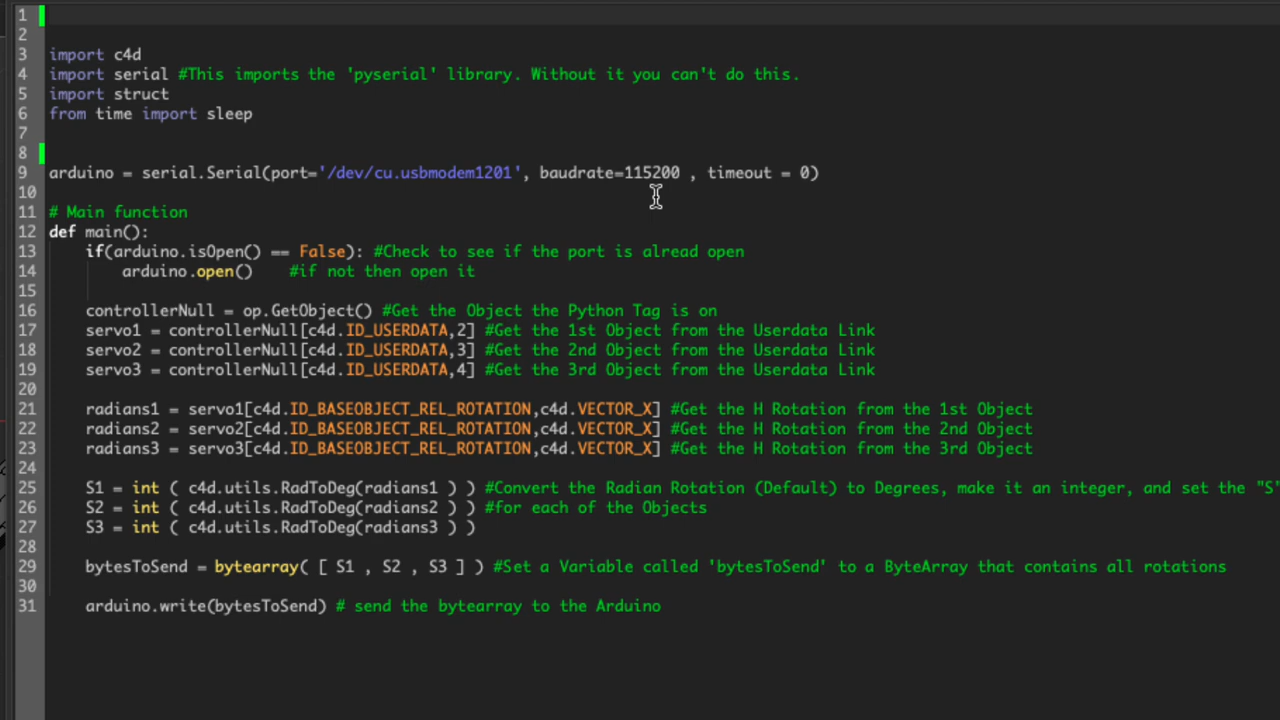 1
2
3 import c4d
4 import serial #This imports the 'pyserial' library. Without it you can't do this.
5 import struct
6 from time import sleep
7
8
9 arduino = serial.Serial(port='/dev/cu.usbmodem1201', baudrate=115200 , timeout = 0)
10
11 # Main function
12 def main():
13     if(arduino.isOpen() == False): #Check to see if the port is alread open
14         arduino.open()    #if not then open it
15
16     controllerNull = op.GetObject() #Get the Object the Python Tag is on
17     servo1 = controllerNull[c4d.ID_USERDATA,2] #Get the 1st Object from the Userdata Link
18     servo2 = controllerNull[c4d.ID_USERDATA,3] #Get the 2nd Object from the Userdata Link
19     servo3 = controllerNull[c4d.ID_USERDATA,4] #Get the 3rd Object from the Userdata Link
20
21     radians1 = servo1[c4d.ID_BASEOBJECT_REL_ROTATION,c4d.VECTOR_X] #Get the H Rotation from the 1st Object
22     radians2 = servo2[c4d.ID_BASEOBJECT_REL_ROTATION,c4d.VECTOR_X] #Get the H Rotation from the 2nd Object
23     radians3 = servo3[c4d.ID_BASEOBJECT_REL_ROTATION,c4d.VECTOR_X] #Get the H Rotation from the 3rd Object
24
25     S1 = int ( c4d.utils.RadToDeg(radians1 ) ) #Convert the Radian Rotation (Default) to Degrees, make it an integer, and set the "S"
26     S2 = int ( c4d.utils.RadToDeg(radians2 ) ) #for each of the Objects
27     S3 = int ( c4d.utils.RadToDeg(radians3 ) )
28
29     bytesToSend = bytearray( [ S1 , S2 , S3 ] ) #Set a Variable called 'bytesToSend' to a ByteArray that contains all rotations
30
31     arduino.write(bytesToSend) # send the bytearray to the Arduino